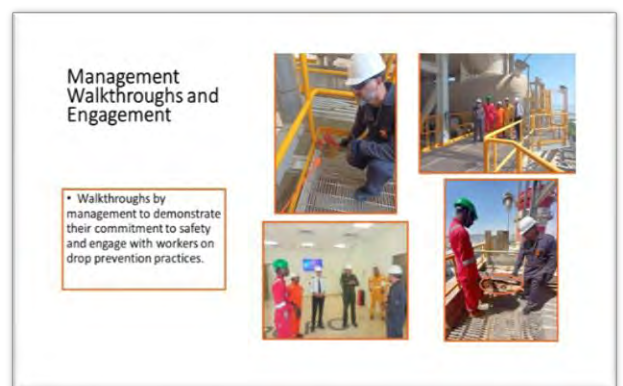 Management
Walkthroughs and
Engagement
• Walkthroughs by
management to demonstrate
their commitment to safety
and engage with workers on
drop prevention practices.